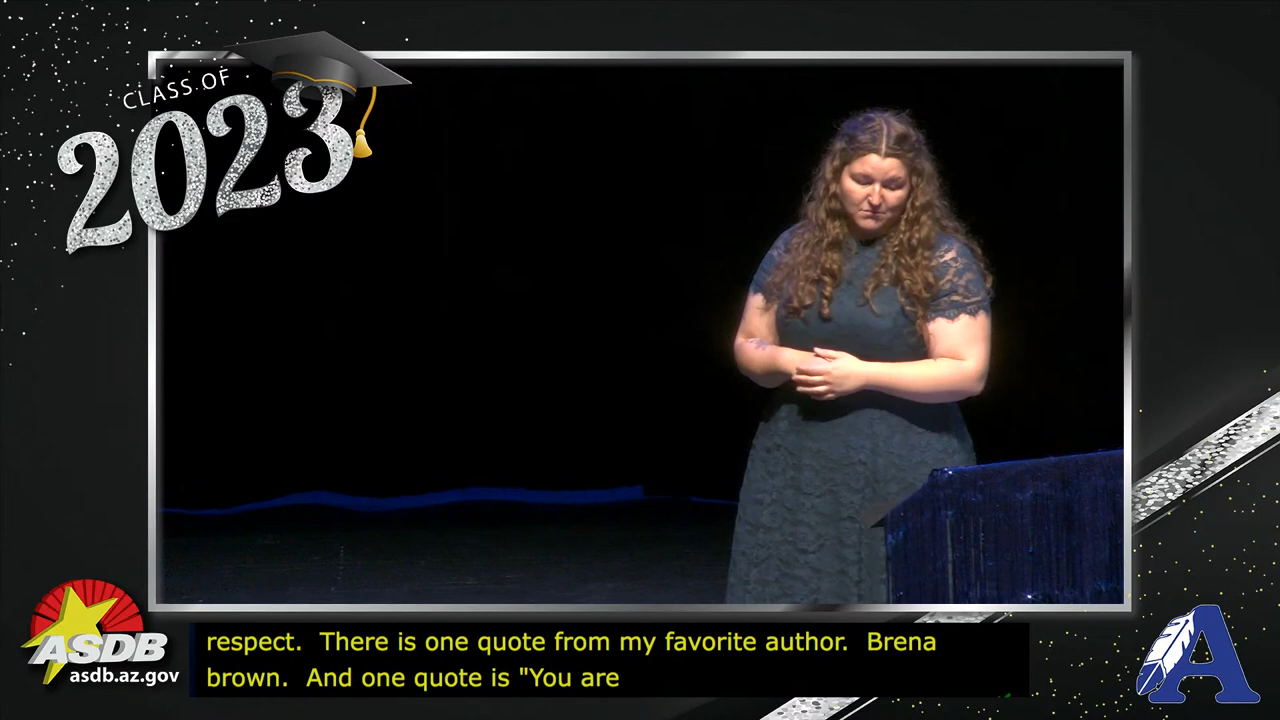 CLASS OF
2023
ASDB
asdb.az.gov
respect.  There is one quote from my favorite author.  Brena
brown.  And one quote is "You are
A